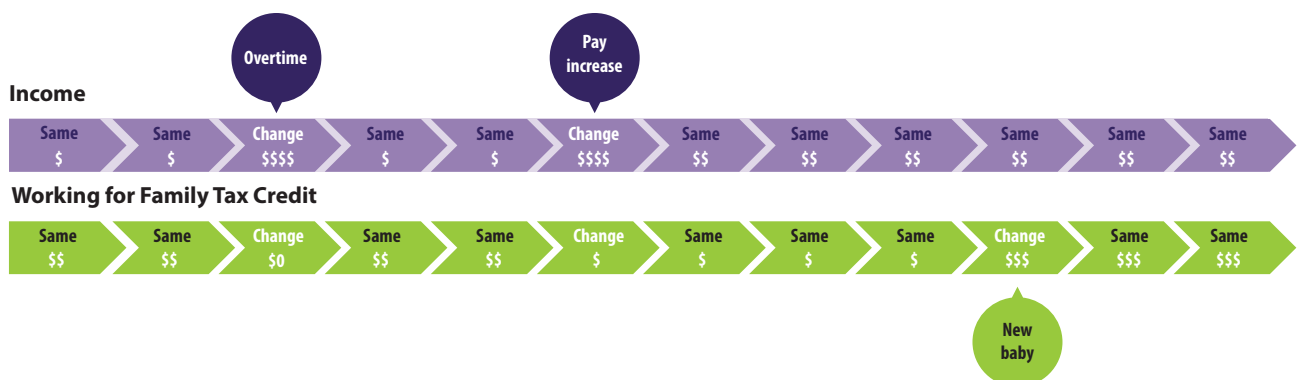 Overtime
Pay
increase
Income
Same Same Change Same Same Change Same Same Same Same Same Same
$ $ $$$$ $ $ $$$$ $$ $$ $$ $$ $$ $$
Working for Family Tax Credit
Same Same Change Same Same Change Same Same Same Change Same Same
$$ $$ $0 $$ $$ $ $ $ $ $$$ $$$ $$$
New
baby